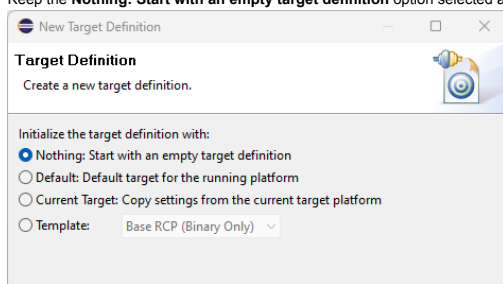 Keep the Nothing: Start with an empty target definition option selected a
New Target Definition
Target Definition
Create a new target definition.
Initialize the target definition with:
Nothing: Start with an empty target definition
Default: Default target for the running platform
Current Target: Copy settings from the current target platform
Template: Base RCP (Binary Only)